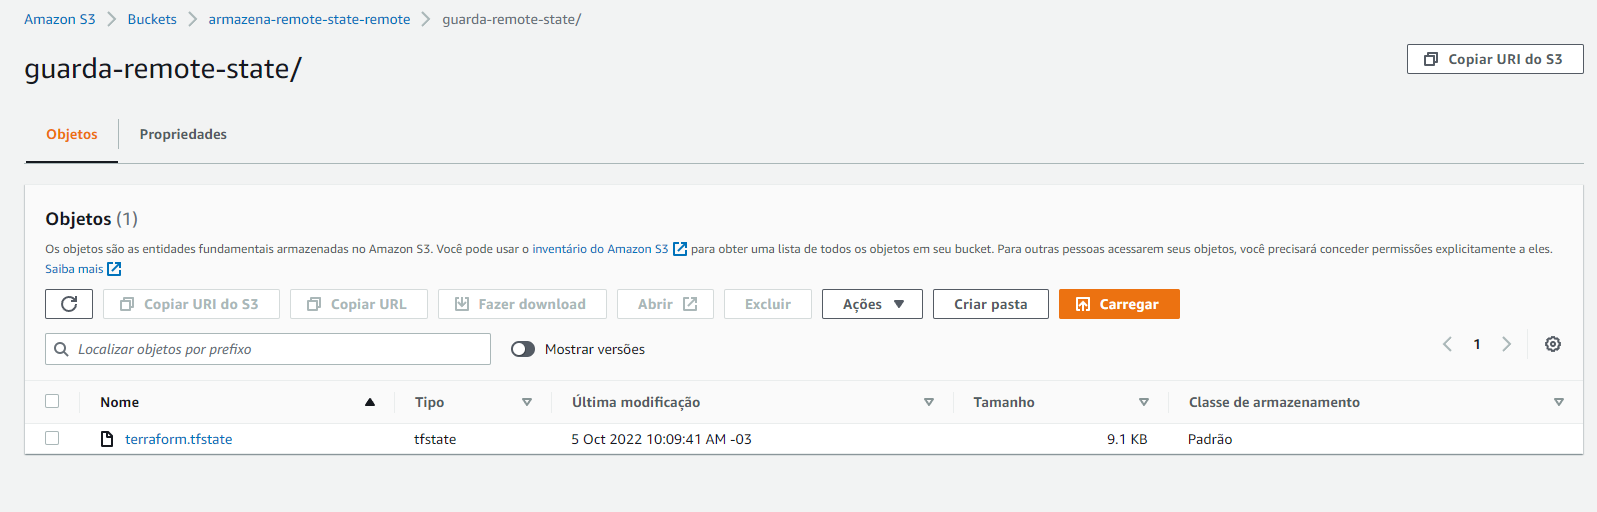 Amazon S3 > Buckets > armazena-remote-state-remote > guarda-remote-state/
guarda-remote-state/
Copiar URI do S3
Objetos
Propriedades
Objetos (1)
Os objetos são as entidades fundamentais armazenadas no Amazon S3. Você pode usar o inventário do Amazon S3 para obter uma lista de todos os objetos em seu bucket. Para outras pessoas acessarem seus objetos, você precisará conceder permissões explicitamente a eles.
Saiba mais
Copiar URI do S3 Copiar URL Fazer download Abrir Excluir Ações Criar pasta Carregar
Localizar objetos por prefixo Mostrar versões 1
Nome Tipo Última modificação Tamanho Classe de armazenamento
terraform.tfstate tfstate 5 Oct 2022 10:09:41 AM -03 9.1 KB Padrão